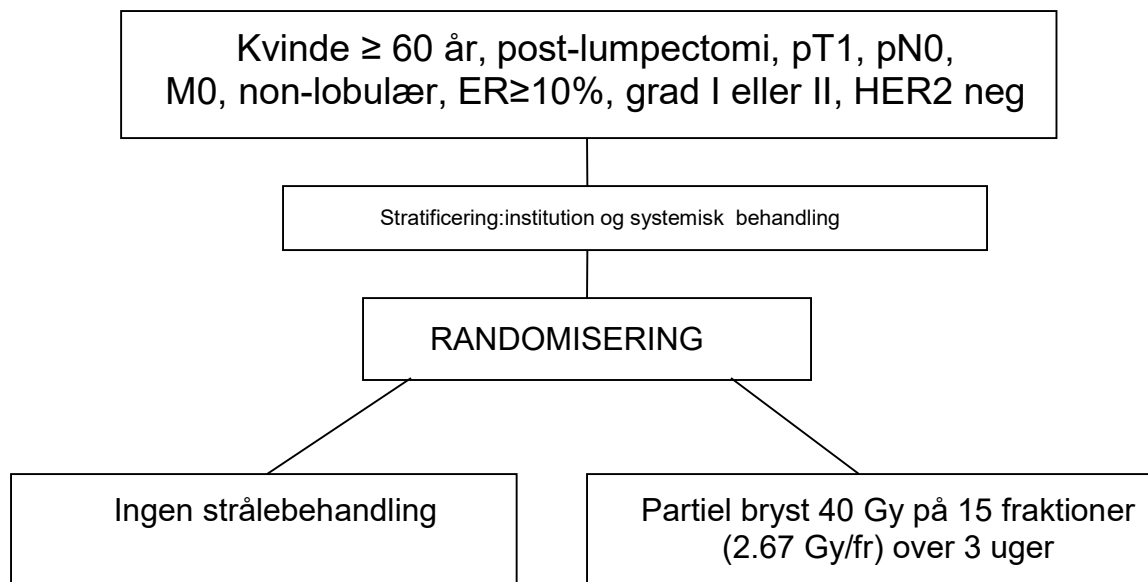 Kvinde ≥ 60 år, post-lumpectomi, pT1, pN0,
M0, non-lobulær, ER≥10%, grad I eller II, HER2 neg
Stratificering:institution og systemisk behandling
RANDOMISERING
Ingen strålebehandling
Partiel bryst 40 Gy på 15 fraktioner
(2.67 Gy/fr) over 3 uger